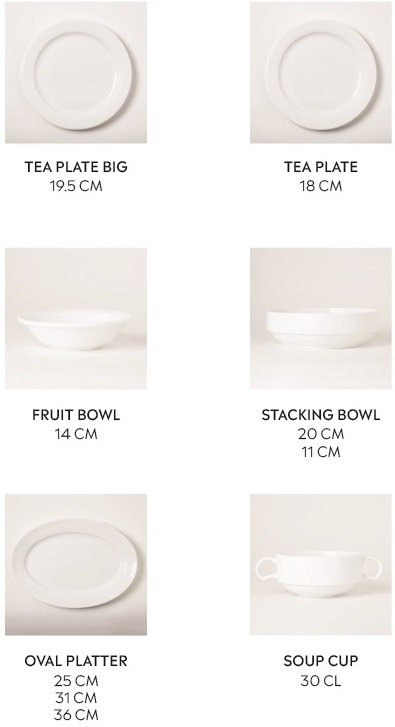 TEA PLATE BIG
19.5 CM
TEA PLATE
18 CM
FRUIT BOWL
14 CM
STACKING BOWL
20 CM
11 CM
OVAL PLATTER
25 CM
31 CM
36 CM
SOUP CUP
30 CL